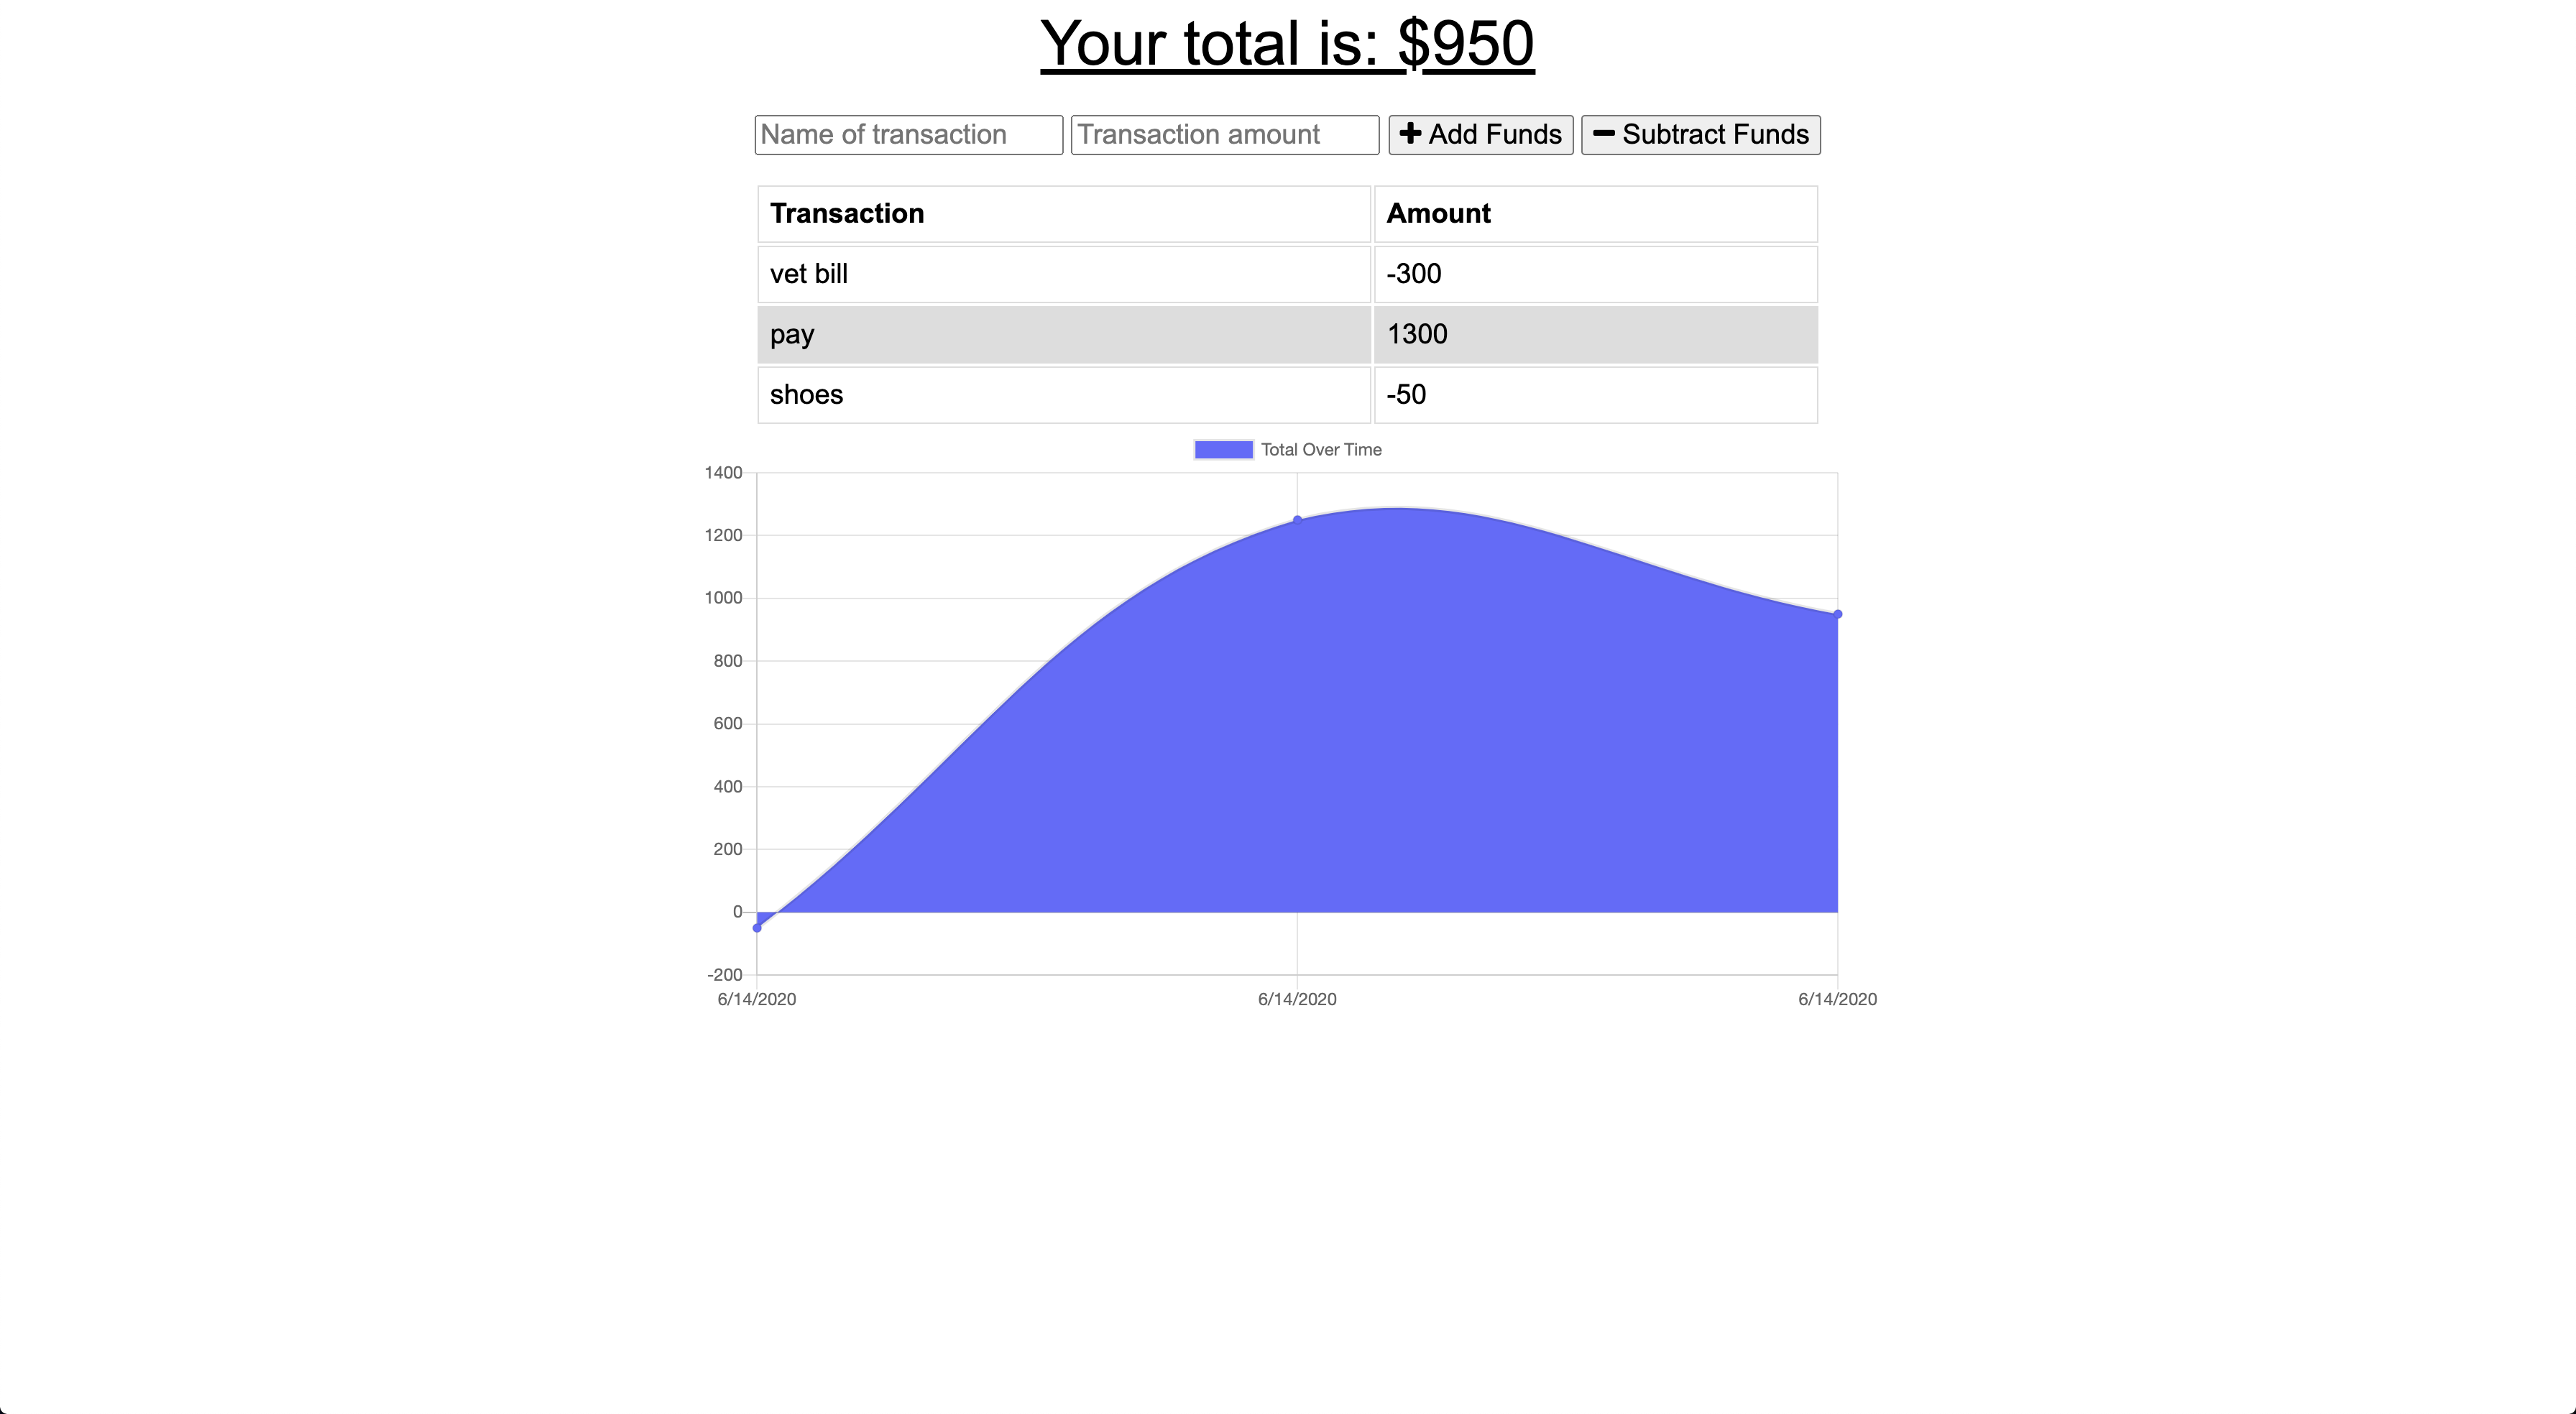 Your total is: $950
Name of transaction Transaction amount Add Funds Subtract Funds
Transaction Amount
vet bill -300
pay 1300
shoes -50
Total Over Time
1400
1200
1000
800
600
400
200
0
-200
6/14/2020 6/14/2020 6/14/2020